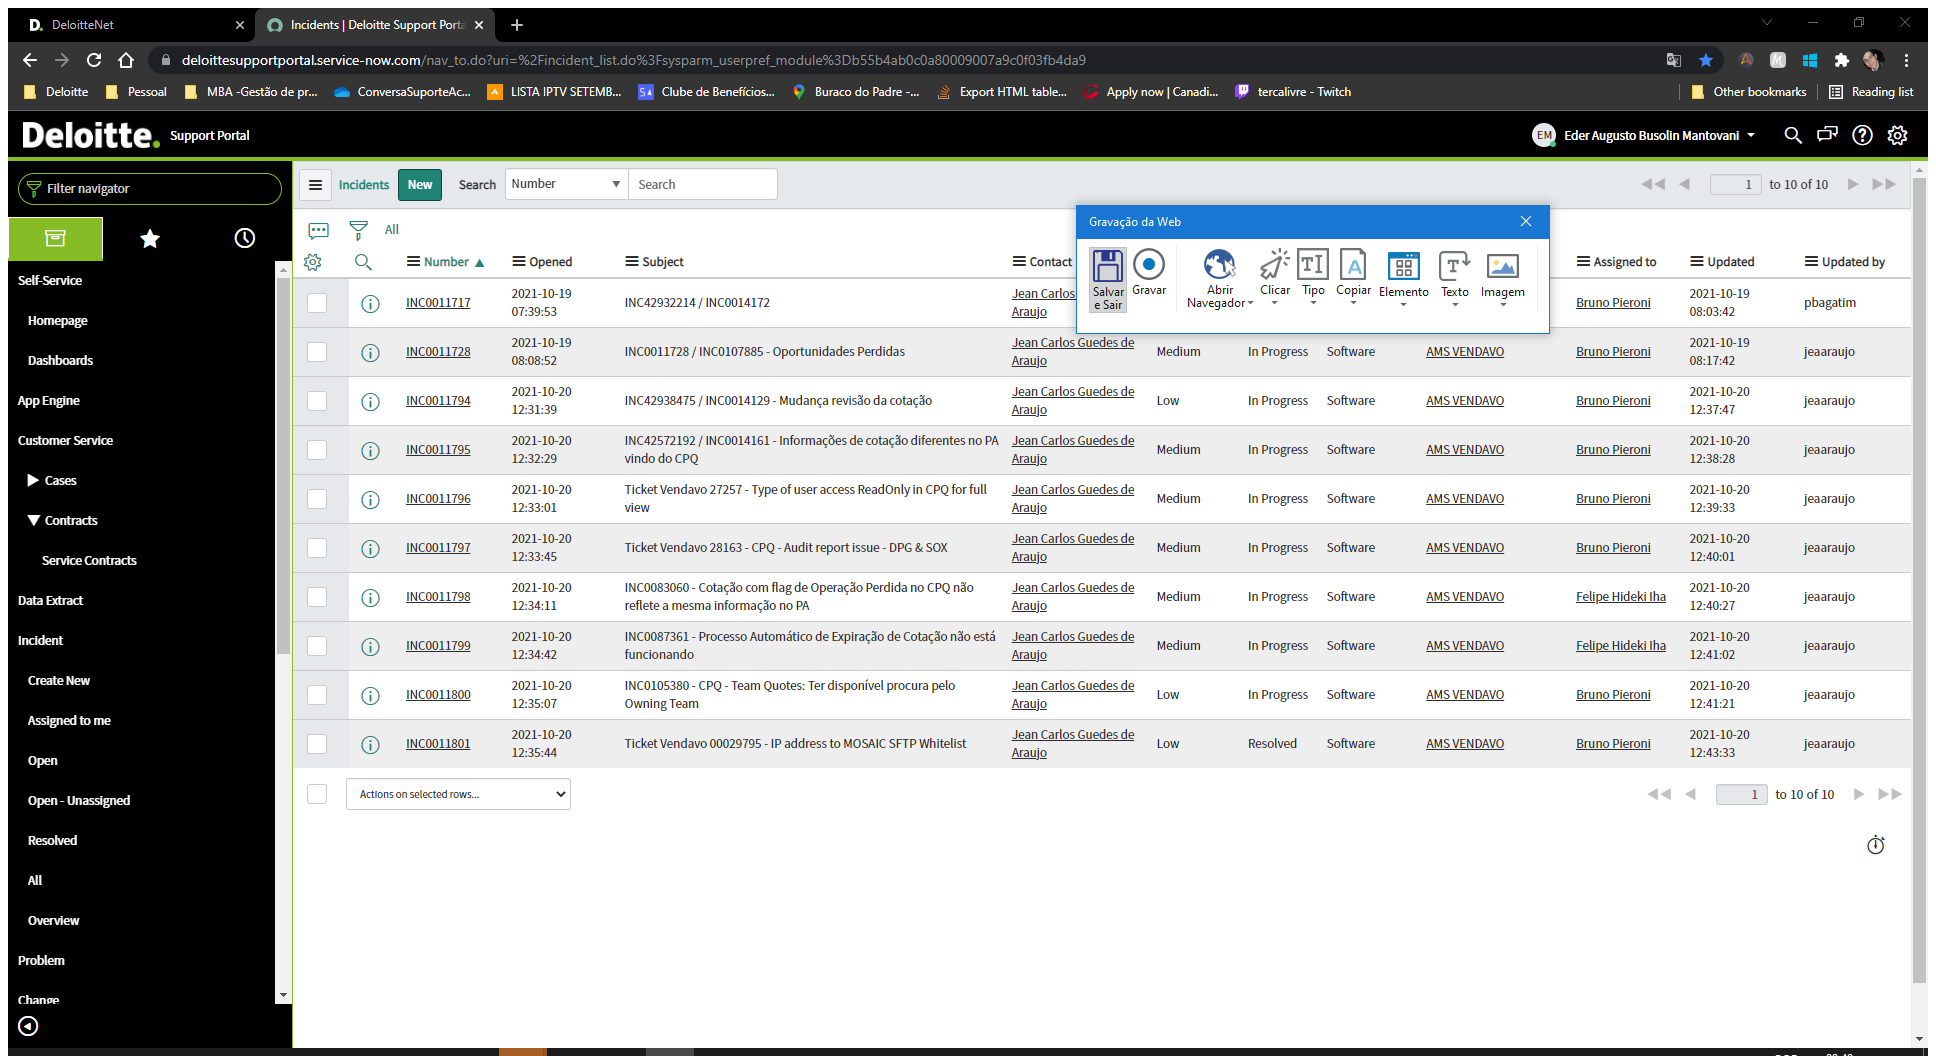 DeloitteNet
Incidents | Deloitte Support Porta
deloittesupportportal.service-now.com/nav_to.do?uri=%2Fincident_list.do%3Fsysparm_userpref_module%3Db55b4ab0c0a80009007a9c0f03fb4da9
Deloitte Pessoal MBA -Gestão de pr... ConversaSuporteAc... LISTA IPTV SETEMB... Clube de Benefícios... Buraco do Padre -... Export HTML table... Apply now | Canadi... tercalivre - Twitch Other bookmarks Reading list
Deloitte. Support Portal EM Eder Augusto Busolin Mantovani
Filter navigator
Self-Service
Homepage
Dashboards
App Engine
Customer Service
Cases
Contracts
Service Contracts
Data Extract
Incident
Create New
Assigned to me
Open
Open - Unassigned
Resolved
All
Overview
Problem
Change
Incidents New Search Number Search 1 to 10 of 10
All
Gravação da Web
Salvar e Sair
Gravar
Abrir Navegador
Clicar
Tipo
Copiar
Elemento
Texto
Imagem
Number Opened Subject Contact Assigned to Updated Updated by
INC0011717 2021-10-19 07:39:53 INC42932214 / INC0014172 Jean Carlos Araujo Bruno Pieroni 2021-10-19 08:03:42 pbagatim
INC0011728 2021-10-19 08:08:52 INC0011728 / INC0107885 - Oportunidades Perdidas Jean Carlos Guedes de Araujo Medium In Progress Software AMS VENDAVO Bruno Pieroni 2021-10-19 08:17:42 jeaaraujo
INC0011794 2021-10-20 12:31:39 INC42938475 / INC0014129 - Mudança revisão da cotação Jean Carlos Guedes de Araujo Low In Progress Software AMS VENDAVO Bruno Pieroni 2021-10-20 12:37:47 jeaaraujo
INC0011795 2021-10-20 12:32:29 INC42572192 / INC0014161 - Informações de cotação diferentes no PA vindo do CPQ Jean Carlos Guedes de Araujo Medium In Progress Software AMS VENDAVO Bruno Pieroni 2021-10-20 12:38:28 jeaaraujo
INC0011796 2021-10-20 12:33:01 Ticket Vendavo 27257 - Type of user access ReadOnly in CPQ for full view Jean Carlos Guedes de Araujo Medium In Progress Software AMS VENDAVO Bruno Pieroni 2021-10-20 12:39:33 jeaaraujo
INC0011797 2021-10-20 12:33:45 Ticket Vendavo 28163 - CPQ - Audit report issue - DPG & SOX Jean Carlos Guedes de Araujo Medium In Progress Software AMS VENDAVO Bruno Pieroni 2021-10-20 12:40:01 jeaaraujo
INC0011798 2021-10-20 12:34:11 INC0083060 - Cotação com flag de Operação Perdida no CPQ não reflete a mesma informação no PA Jean Carlos Guedes de Araujo Medium In Progress Software AMS VENDAVO Felipe Hideki Iha 2021-10-20 12:40:27 jeaaraujo
INC0011799 2021-10-20 12:34:42 INC0087361 - Processo Automático de Expiração de Cotação não está funcionando Jean Carlos Guedes de Araujo Medium In Progress Software AMS VENDAVO Felipe Hideki Iha 2021-10-20 12:41:02 jeaaraujo
INC0011800 2021-10-20 12:35:07 INC0105380 - CPQ - Team Quotes: Ter disponível procura pelo Owning Team Jean Carlos Guedes de Araujo Low In Progress Software AMS VENDAVO Bruno Pieroni 2021-10-20 12:41:21 jeaaraujo
INC0011801 2021-10-20 12:35:44 Ticket Vendavo 00029795 - IP address to MOSAIC SFTP Whitelist Jean Carlos Guedes de Araujo Low Resolved Software AMS VENDAVO Bruno Pieroni 2021-10-20 12:43:33 jeaaraujo
Actions on selected rows... 1 to 10 of 10